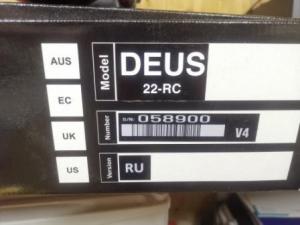 AUS
EC
UK
US
Model
DEUS
22-RC
Number
S/N: 058900
V4
Version
RU